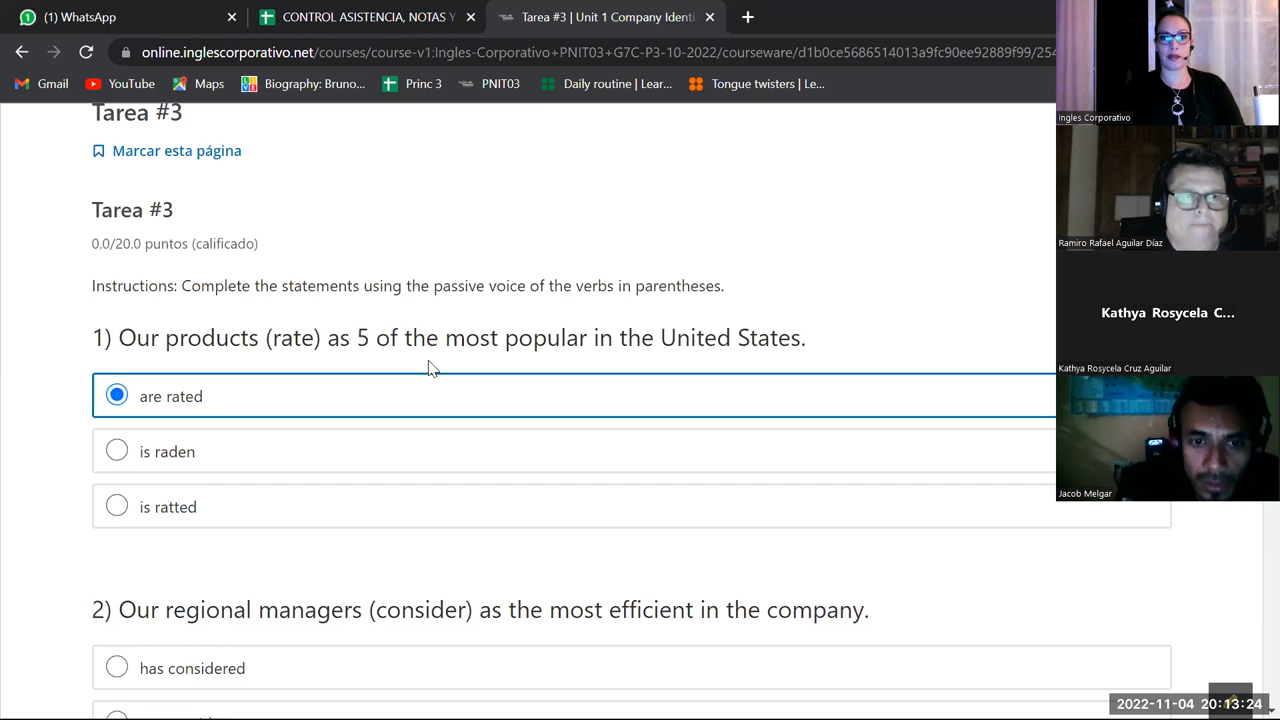 (1) WhatsApp
CONTROL ASISTENCIA, NOTAS Y
Tarea #3 | Unit 1 Company Identi
online.inglescorporativo.net/courses/course-v1:Inglescorporativo+PNIT03+G7C-P3-10-2022/courseware/d1b0ce5686514091a9fc90ee92889f99/254
Gmail
YouTube
Maps
Biography: Bruno...
Princ 3
PNIT03
Daily routine | Lear...
Tongue twisters | Le...
Tarea #3
Marcar esta página
Tarea #3
0.0/20.0 puntos (calificado)
Instructions: Complete the statements using the passive voice of the verbs in parentheses.
1) Our products (rate) as 5 of the most popular in the United States.
are rated
is raden
is ratted
2) Our regional managers (consider) as the most efficient in the company.
has considered
Ingles Corporativo
Ramiro Rafael Aguilar Díaz
Kathya Rosycela C...
Kathya Rosycela Cruz Aguilar
Jacob Melgar
2022-11-04 20:13:24